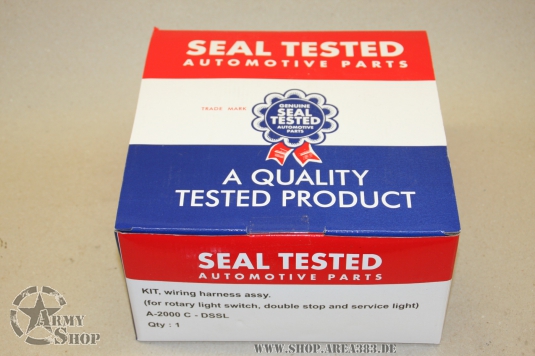 SEAL TESTED
AUTOMOTIVE PARTS
TRADE MARK
GENUINE
SEAL
TESTED
AUTOMOTIVE
PARTS
A QUALITY
TESTED PRODUCT
SEAL TESTED
AUTOMOTIVE PARTS
KIT, wiring harness assy.
(for rotary light switch, double stop and service light)
A-2000 C - DSSL
Qty : 1
ARMY
SHOP
WWW.SHOP.AREA383.DE